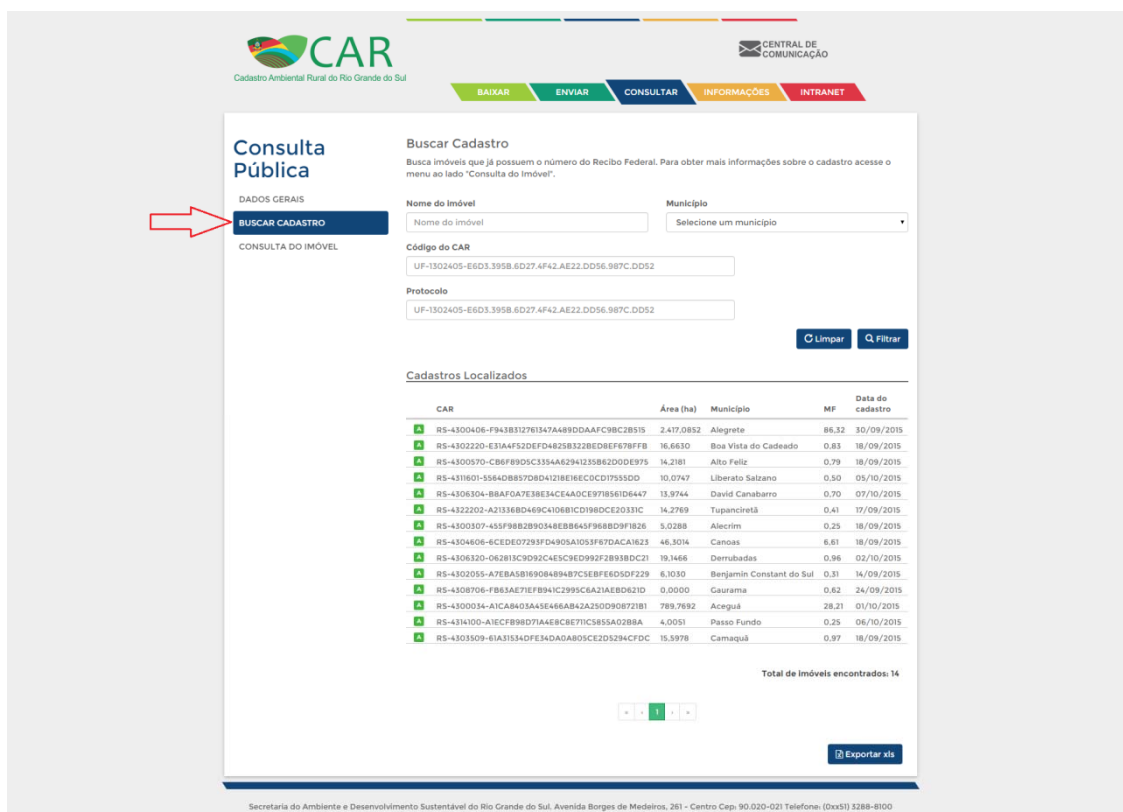 CAR
Cadastro Ambiental Rural do Rio Grande do Sul
CENTRAL DE
COMUNICAÇÃO
BAIXAR ENVIAR CONSULTAR INFORMAÇÕES INTRANET
Consulta
Pública
DADOS GERAIS
BUSCAR CADASTRO
CONSULTA DO IMÓVEL
Buscar Cadastro
Busca imóveis que já possuem o número do Recibo Federal. Para obter mais informações sobre o cadastro acesse o
menu ao lado "Consulta do Imóvel".
Nome do Imóvel Município
Nome do imóvel Selecione um município
Código do CAR
UF-1302405-E6D3.395B.6D27.4F42.AE22.DD56.987C.DD52
Protocolo
UF-1302405-E6D3.395B.6D27.4F42.AE22.DD56.987C.DD52
Limpar Filtrar
Cadastros Localizados
CAR Área (ha) Município MF Data do cadastro
A RS-4300406-F943B312761347A489DDAAFC9BC2B515 2.417,0852 Alegrete 86,32 30/09/2015
A RS-4302220-E31A4F52DEFD4825B322BED8EF678FFB 16,6630 Boa Vista do Cadeado 0,83 18/09/2015
A RS-4300570-CB6F89D5C3354A62941235B62D0DE975 14,2181 Alto Feliz 0,79 18/09/2015
A RS-4311601-5564DB857D8D41218E16EC0CD17555DD 10,0747 Liberato Salzano 0,50 05/10/2015
A RS-4306304-B8AF0A7E38E34CE4A0CE9718561D6447 13,9744 David Canabarro 0,70 07/10/2015
A RS-4322202-A21336BD469C4106B1CD198DCE20331C 14,2769 Tupanciretã 0,41 17/09/2015
A RS-4300307-455F98B2B90348EBB645F968BD9F1826 5,0288 Alecrim 0,25 18/09/2015
A RS-4304606-6CEDE07293FD4905A1053F67DACA1623 46,3014 Canoas 6,61 18/09/2015
A RS-4306320-062813C9D92C4E5C9ED992F2B93BDC21 19,1466 Derrubadas 0,96 02/10/2015
A RS-4302055-A7EBA5B169084894B7C5EBFE6D5DF229 6,1030 Benjamin Constant do Sul 0,31 14/09/2015
A RS-4308706-FB63AE71EFB941C2995C6A21AEBD621D 0,0000 Gaurama 0,62 24/09/2015
A RS-4300034-A1CA8403A45E466AB42A250D908721B1 789,7692 Aceguá 28,21 01/10/2015
A RS-4314100-A1ECFB98D71A4E8CBE711C5855A02B8A 4,0051 Passo Fundo 0,25 06/10/2015
A RS-4303509-61A31534DFE34DA0A805CE2D5294CFDC 15,5978 Camaquã 0,97 18/09/2015
Total de Imóveis encontrados: 14
« ‹ 1 › »
Exportar xls
Secretaria do Ambiente e Desenvolvimento Sustentável do Rio Grande do Sul. Avenida Borges de Medeiros, 261 - Centro Cep: 90.020-021 Telefone: (0xx51) 3288-8100